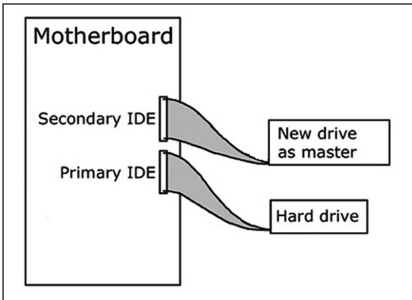 Motherboard
Secondary IDE
New drive
as master
Primary IDE
Hard drive